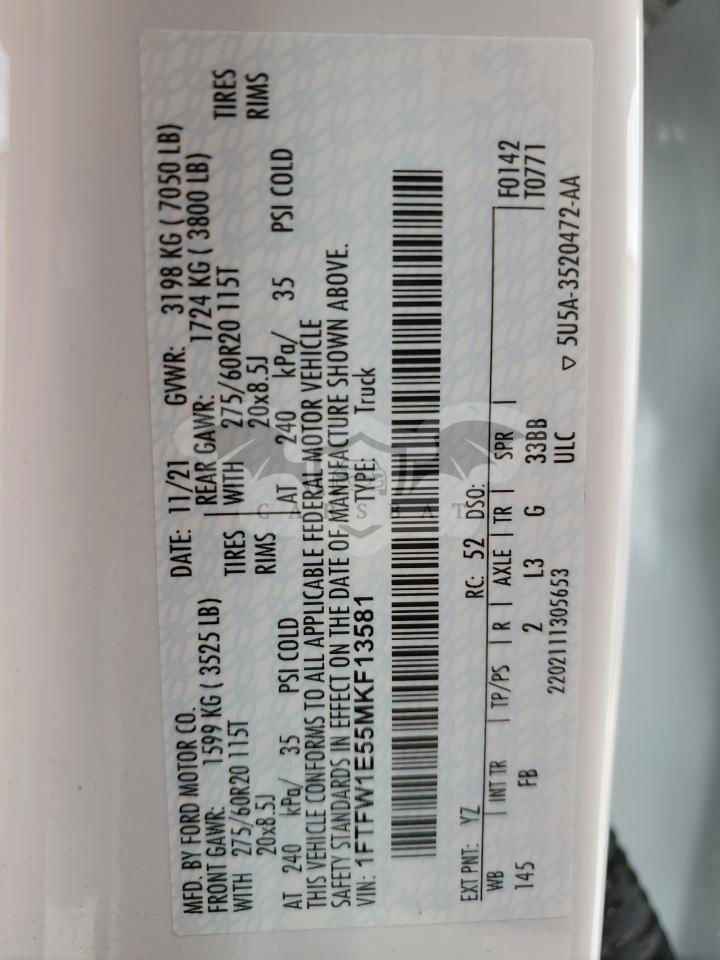 MFD. BY FORD MOTOR CO.
DATE: 11/21 GVWR: 3198 KG ( 7050 LB)
FRONT GAWR: 1599 KG ( 3525 LB)
REAR GAWR: 1724 KG ( 3800 LB)
WITH 275/60R20 115T TIRES
WITH 275/60R20 115T TIRES
20x8.5J RIMS
20x8.5J RIMS
AT 240 kPa/ 35 PSI COLD
AT 240 kPa/ 35 PSI COLD
THIS VEHICLE CONFORMS TO ALL APPLICABLE FEDERAL MOTOR VEHICLE
SAFETY STANDARDS IN EFFECT ON THE DATE OF MANUFACTURE SHOWN ABOVE.
VIN: 1FTFW1E55MKF13581 TYPE: Truck
CARSBAT
EXT PNT: YZ RC: 52 DSO:
WB INT TR TP/PS R AXLE TR SPR F0142
145 FB 2 L3 G 33BB T0771
2202111305653 ULC
▽ 5U5A-3520472-AA